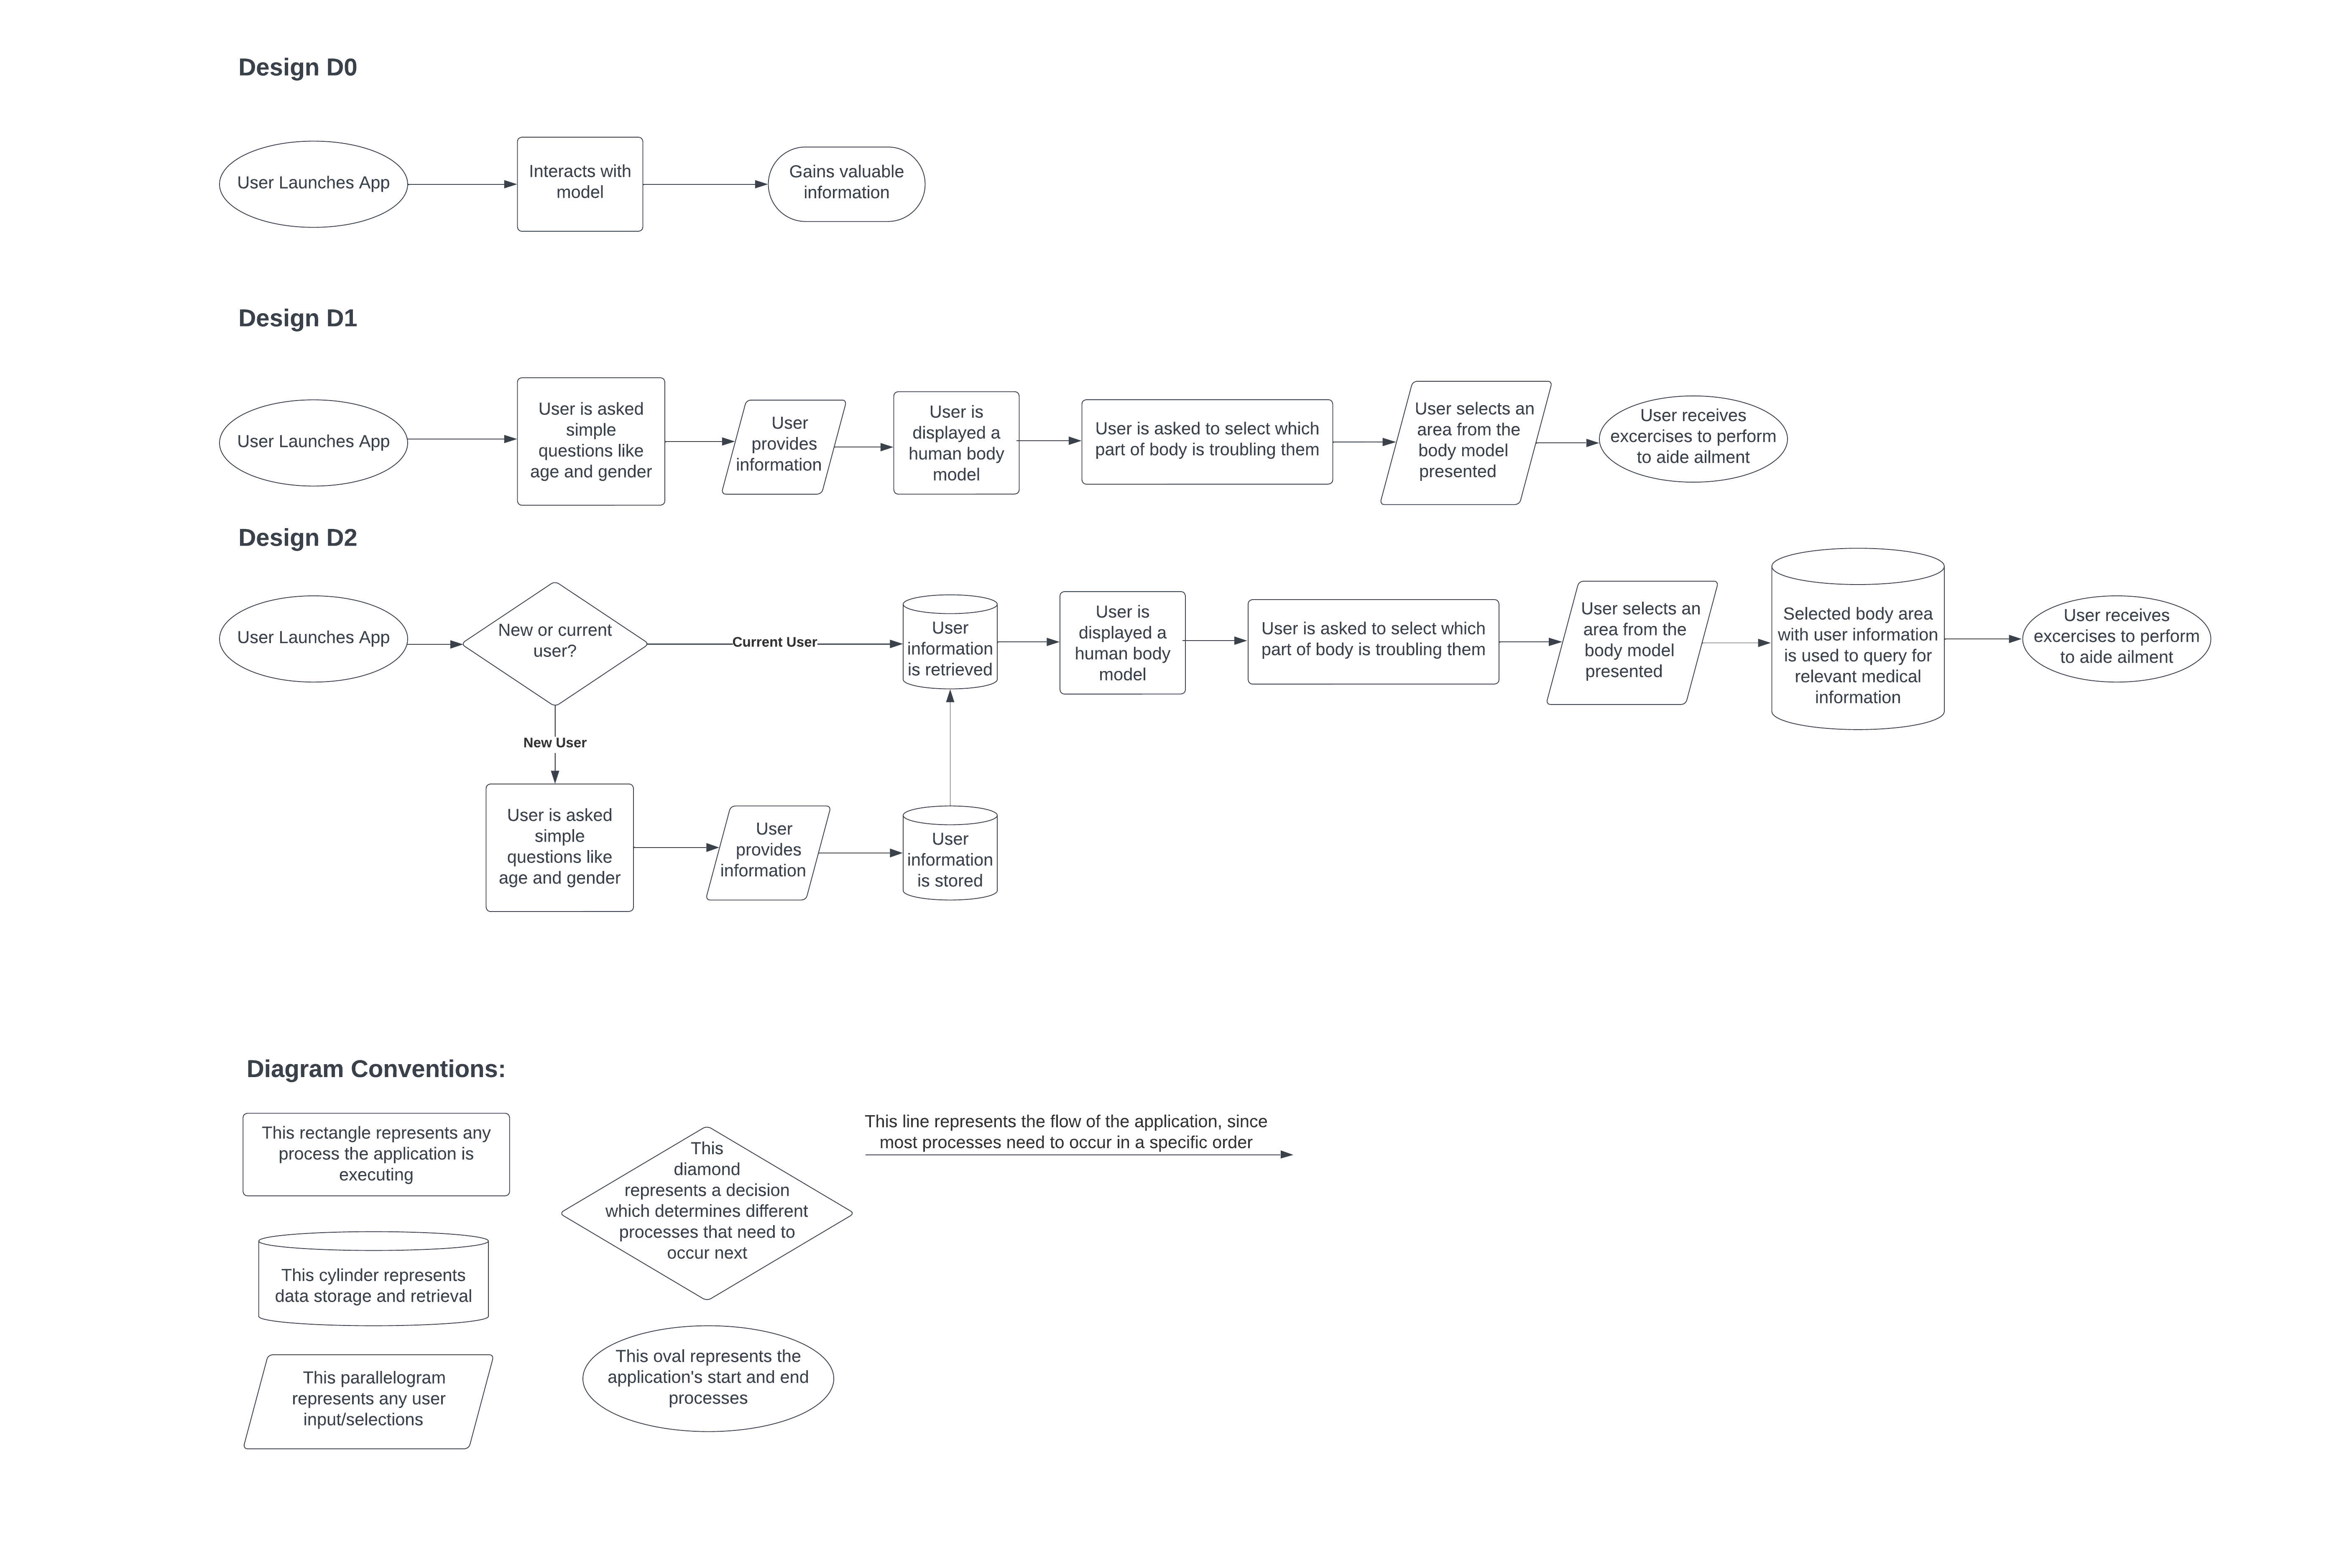 Design D0
User Launches App
Interacts with
model
Gains valuable
information
Design D1
User Launches App
User is asked
simple
questions like
age and gender
User
provides
information
User is
displayed a
human body
model
User is asked to select which
part of body is troubling them
User selects an
area from the
body model
presented
User receives
excercises to perform
to aide ailment
Design D2
User Launches App
New or current
user?
Current User
User
information
is retrieved
User is
displayed a
human body
model
User is asked to select which
part of body is troubling them
User selects an
area from the
body model
presented
Selected body area
with user information
is used to query for
relevant medical
information
User receives
excercises to perform
to aide ailment
New User
User is asked
simple
questions like
age and gender
User
provides
information
User
information
is stored
Diagram Conventions:
This rectangle represents any
process the application is
executing
This cylinder represents
data storage and retrieval
This parallelogram
represents any user
input/selections
This
diamond
represents a decision
which determines different
processes that need to
occur next
This oval represents the
application's start and end
processes
This line represents the flow of the application, since
most processes need to occur in a specific order